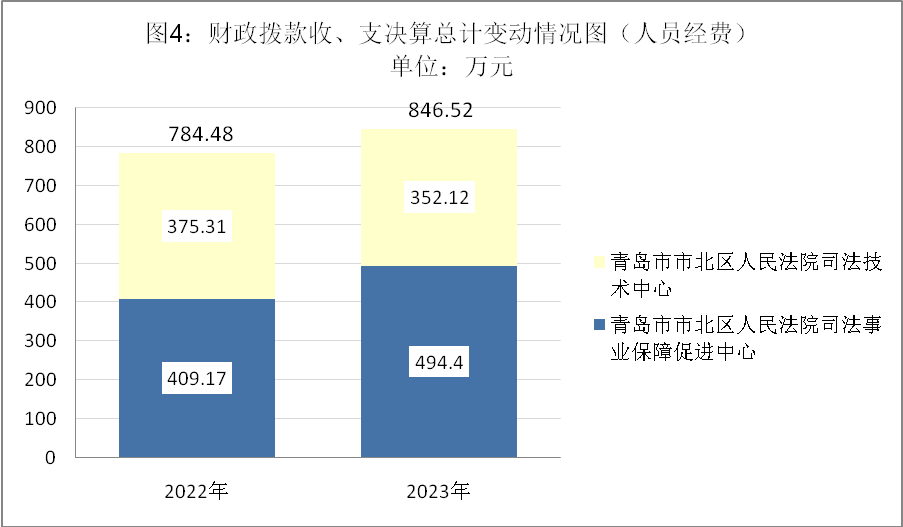 图4：财政拨款收、支决算总计变动情况图（人员经费）
单位：万元
900
800
700
600
500
400
300
200
100
0
784.48
846.52
375.31
352.12
409.17
494.4
2022年
2023年
青岛市市北区人民法院司法技
术中心
青岛市市北区人民法院司法事
业保障促进中心